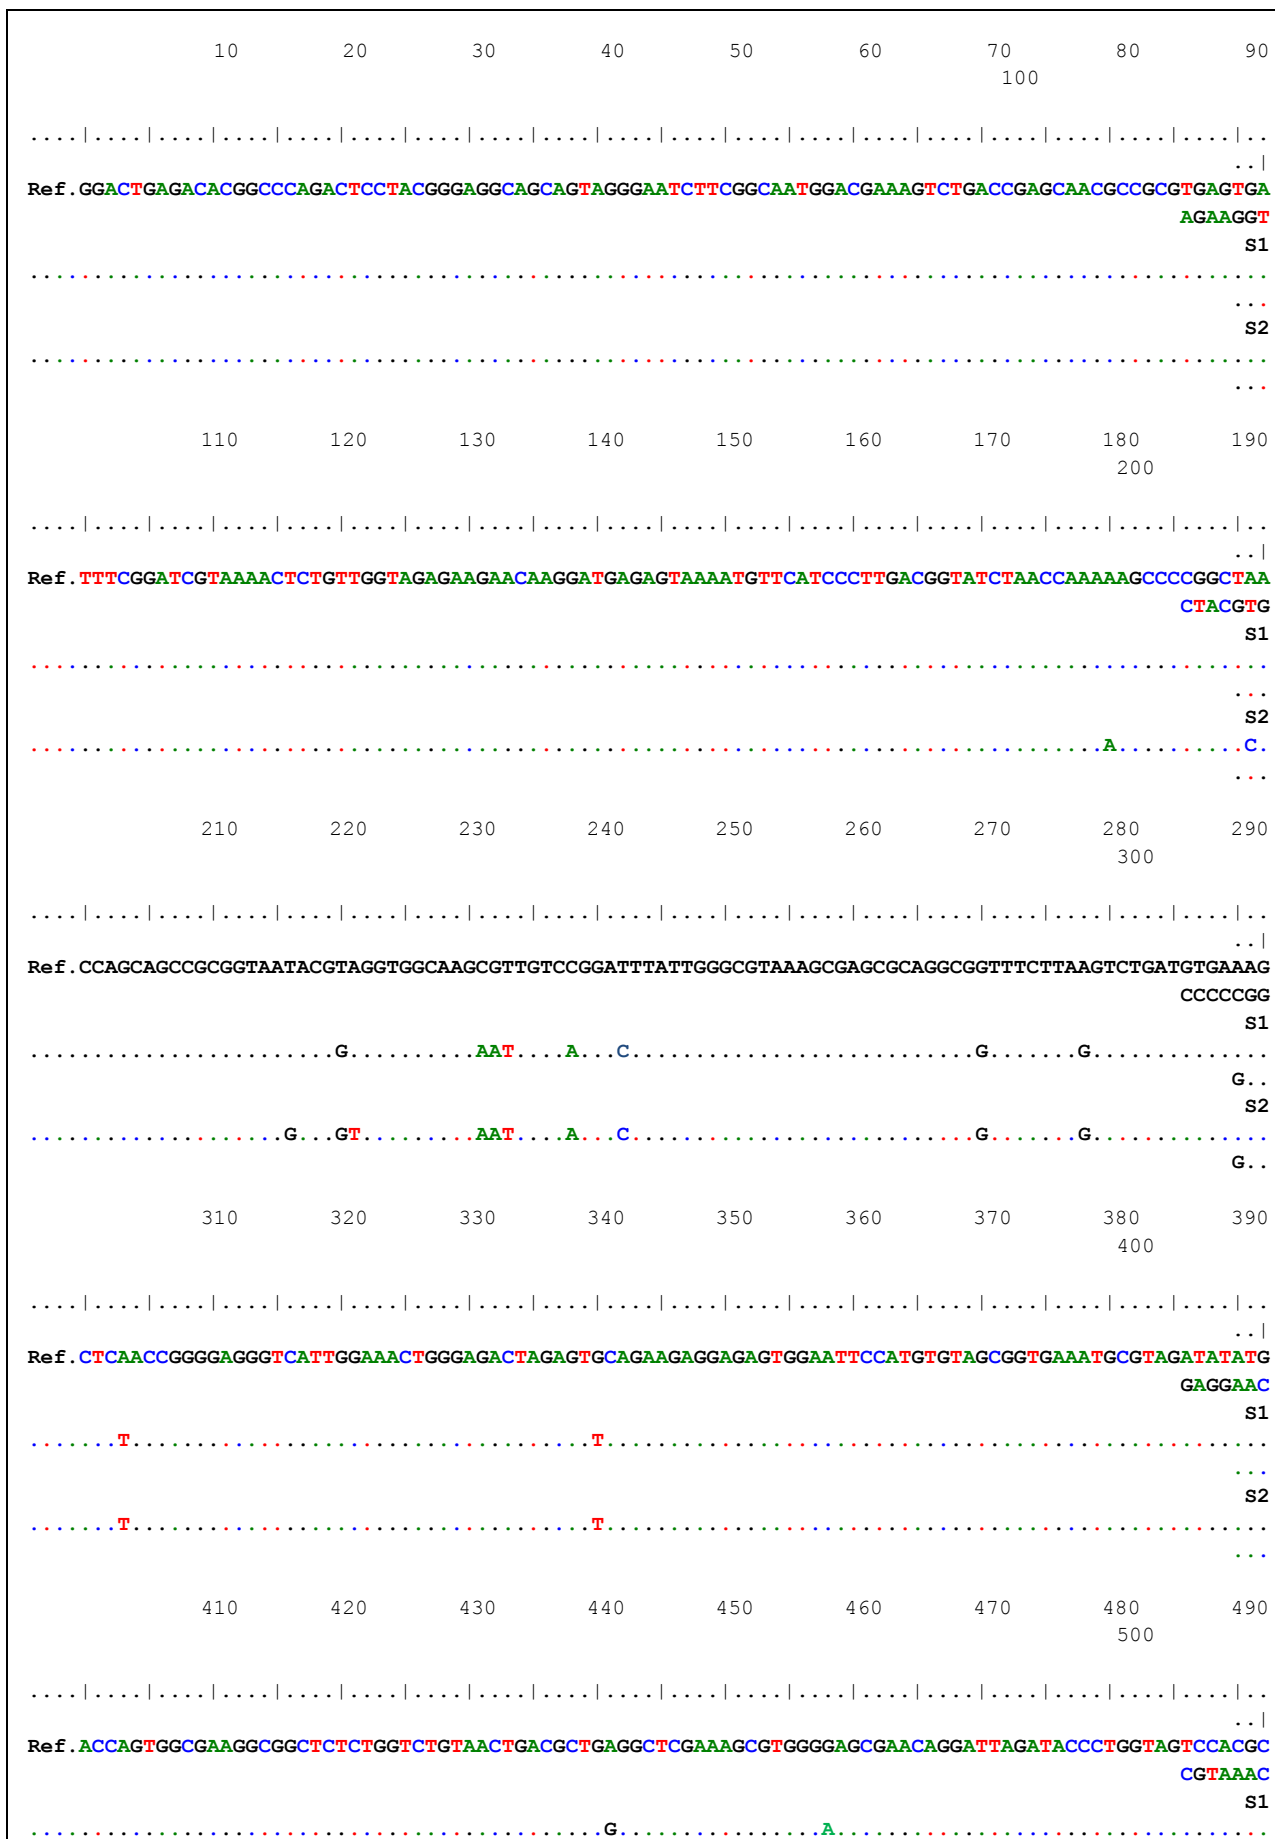 10 20 30 40 50 60 70 80 90
100
....|....|....|....|....|....|....|....|....|....|....|....|....|....|....|....|....|....|....|..
..|
Ref.GGACTGAGACACGGCCCAGACTCCTACGGGAGGCAGCAGTAGGGAATCTTCGGCAATGGACGAAAGTCTGACCGAGCAACGCCGCGTGAGTGA
AGAAGGT
S1
.................................................................................................
...
S2
.................................................................................................
...
110 120 130 140 150 160 170 180 190
200
....|....|....|....|....|....|....|....|....|....|....|....|....|....|....|....|....|....|....|..
..|
Ref.TTTCGGATCGTAAAACTCTGTTGGTAGAGAAGAACAAGGATGAGAGTAAAATGTTCATCCCTTGACGGTATCTAACCAAAAAGCCCCGGCTAA
CTACGTG
S1
.................................................................................................
...
S2
....................................................................................A..........C.
...
210 220 230 240 250 260 270 280 290
300
....|....|....|....|....|....|....|....|....|....|....|....|....|....|....|....|....|....|....|..
..|
Ref.CCAGCAGCCGCGGTAATACGTAGGTGGCAAGCGTTGTCCGGATTTATTGGGCGTAAAGCGAGCGCAGGCGGTTTCTTAAGTCTGATGTGAAAG
CCCCCGG
S1
........................G..........AAT....A...C...........................G.......G..............
G..
S2
....................G...GT.........AAT....A...C...........................G.......G..............
G..
310 320 330 340 350 360 370 380 390
400
....|....|....|....|....|....|....|....|....|....|....|....|....|....|....|....|....|....|....|..
..|
Ref.CTCAACCGGGGAGGGTCATTGGAAACTGGGAGACTAGAGTGCAGAAGAGGAGAGTGGAATTCCATGTGTAGCGGTGAAATGCGTAGATATATG
GAGGAAC
S1
.......T....................................T....................................................
...
S2
.......T....................................T....................................................
...
410 420 430 440 450 460 470 480 490
500
....|....|....|....|....|....|....|....|....|....|....|....|....|....|....|....|....|....|....|..
..|
Ref.ACCAGTGGCGAAGGCGGCTCTCTGGTCTGTAACTGACGCTGAGGCTCGAAAGCGTGGGGAGCGAACAGGATTAGATACCCTGGTAGTCCACGC
CGTAAAC
S1
.............................................G................A..................................